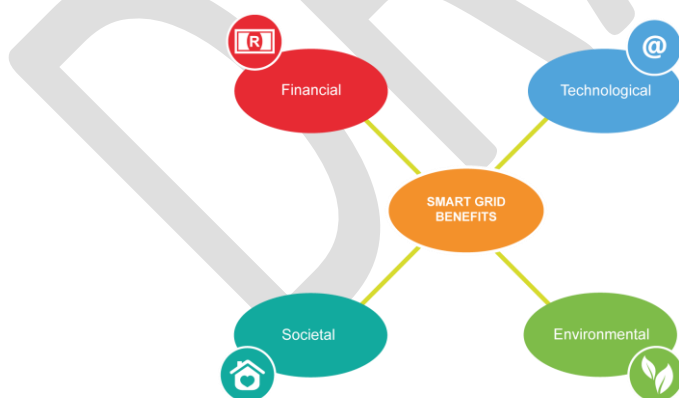 R
@
Financial
Technological
SMART GRID
BENEFITS
Societal
Environmental